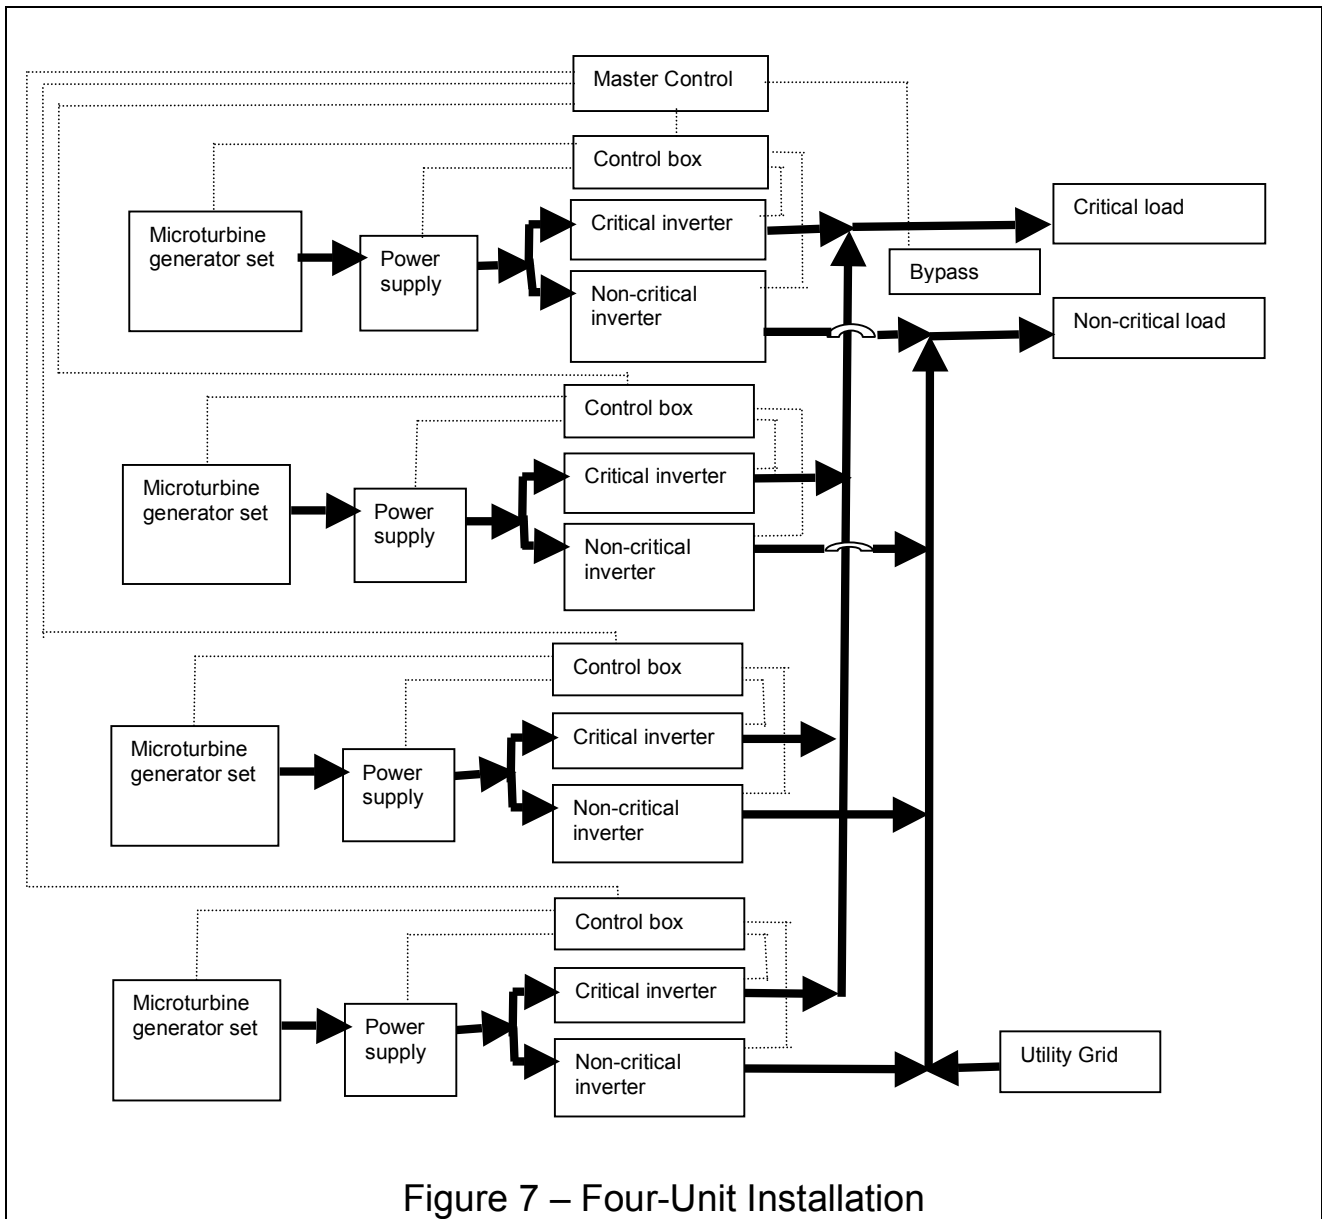 Master Control
Control box
Critical inverter
Critical load
Microturbine
generator set
Power
supply
Bypass
Non-critical
inverter
Non-critical load
Control box
Critical inverter
Microturbine
generator set
Power
supply
Non-critical
inverter
Control box
Critical inverter
Microturbine
generator set
Power
supply
Non-critical
inverter
Control box
Critical inverter
Microturbine
generator set
Power
supply
Non-critical
inverter
Utility Grid
Figure 7 – Four-Unit Installation